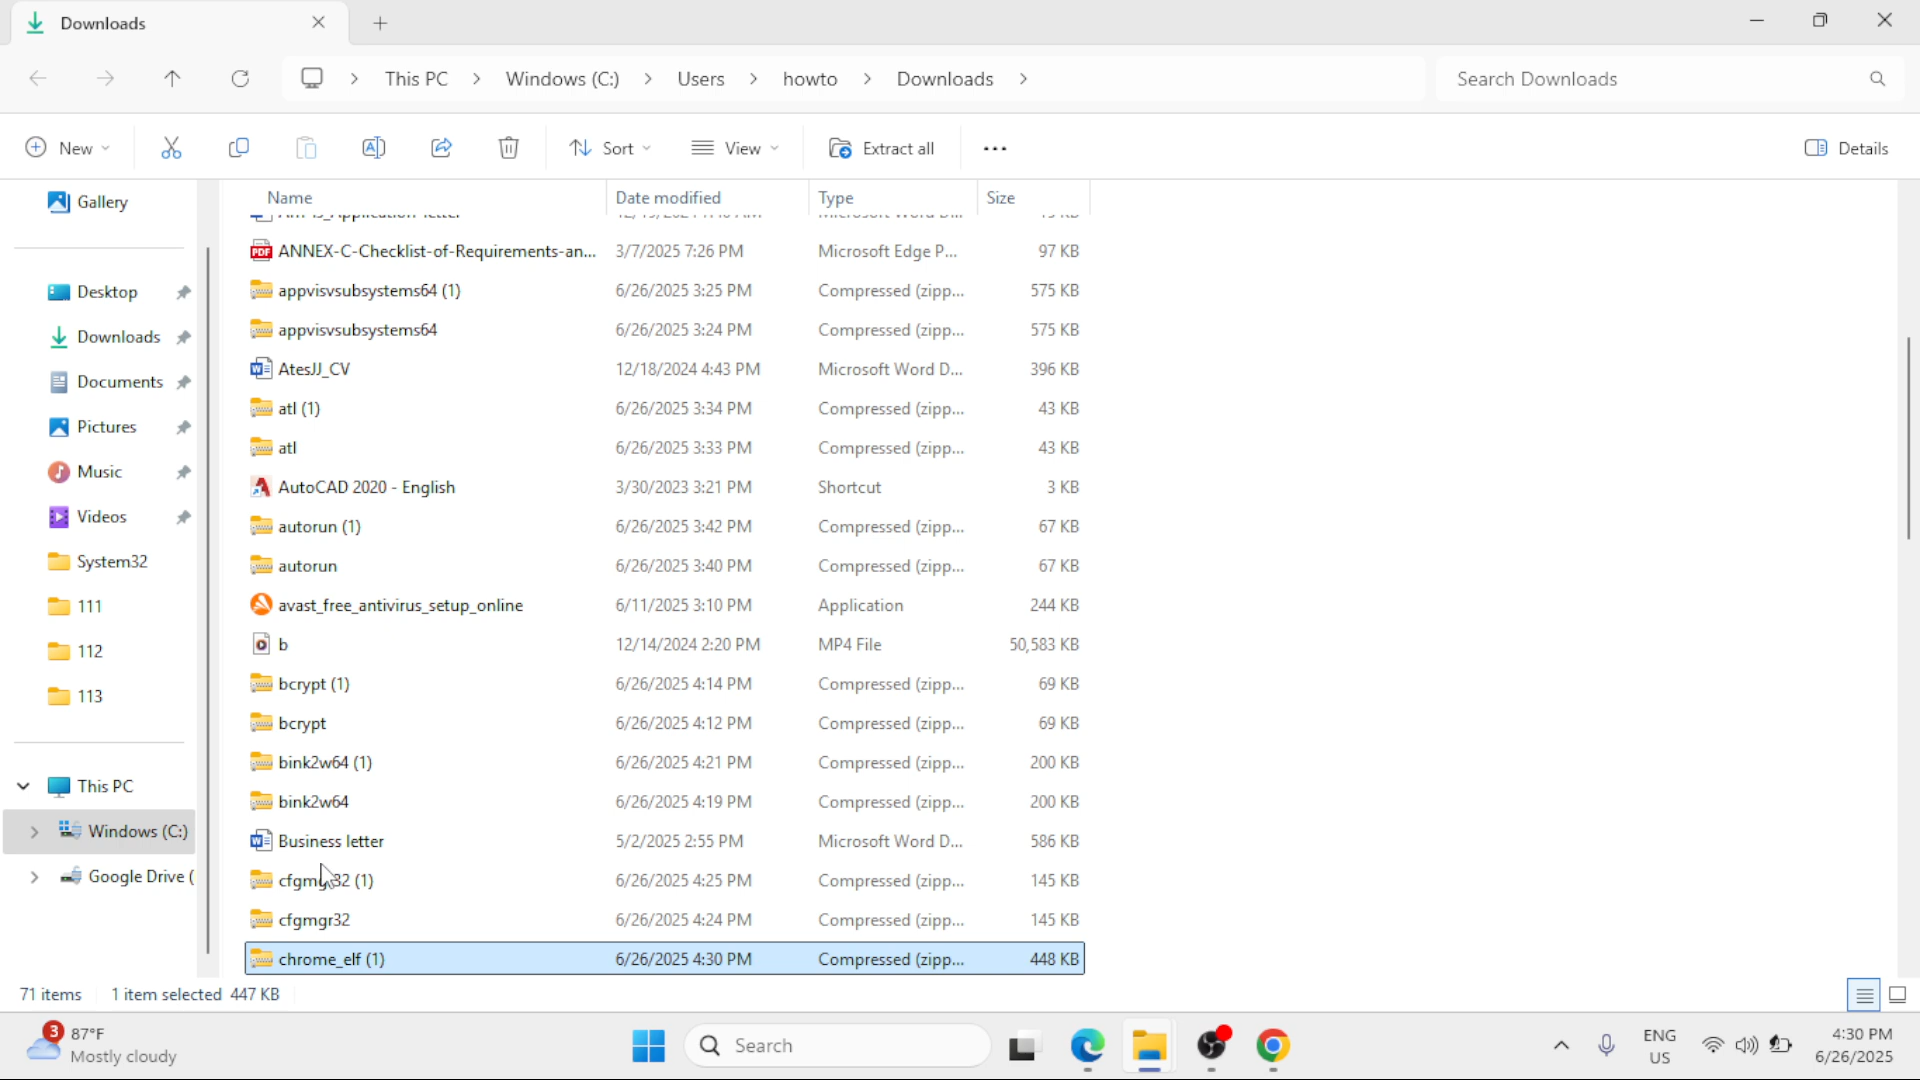 Downloads
This PC > Windows (C:) > Users > howto > Downloads >
Search Downloads
New
Sort
View
Extract all
Details
Gallery
Desktop
Downloads
Documents
Pictures
Music
Videos
System32
111
112
113
This PC
Windows (C:)
Google Drive (
Name Date modified Type Size
ANNEX-C-Checklist-of-Requirements-an... 3/7/2025 7:26 PM Microsoft Edge P... 97 KB
appvisvsubsystems64 (1) 6/26/2025 3:25 PM Compressed (zipp... 575 KB
appvisvsubsystems64 6/26/2025 3:24 PM Compressed (zipp... 575 KB
AtesJJ_CV 12/18/2024 4:43 PM Microsoft Word D... 396 KB
atl (1) 6/26/2025 3:34 PM Compressed (zipp... 43 KB
atl 6/26/2025 3:33 PM Compressed (zipp... 43 KB
AutoCAD 2020 - English 3/30/2023 3:21 PM Shortcut 3 KB
autorun (1) 6/26/2025 3:42 PM Compressed (zipp... 67 KB
autorun 6/26/2025 3:40 PM Compressed (zipp... 67 KB
avast_free_antivirus_setup_online 6/11/2025 3:10 PM Application 244 KB
b 12/14/2024 2:20 PM MP4 File 50,583 KB
bcrypt (1) 6/26/2025 4:14 PM Compressed (zipp... 69 KB
bcrypt 6/26/2025 4:12 PM Compressed (zipp... 69 KB
bink2w64 (1) 6/26/2025 4:21 PM Compressed (zipp... 200 KB
bink2w64 6/26/2025 4:19 PM Compressed (zipp... 200 KB
Business letter 5/2/2025 2:55 PM Microsoft Word D... 586 KB
cfgmgr32 (1) 6/26/2025 4:25 PM Compressed (zipp... 145 KB
cfgmgr32 6/26/2025 4:24 PM Compressed (zipp... 145 KB
chrome_elf (1) 6/26/2025 4:30 PM Compressed (zipp... 448 KB
71 items 1 item selected 447 KB
3
87°F
Mostly cloudy
Search
ENG
US
4:30 PM
6/26/2025